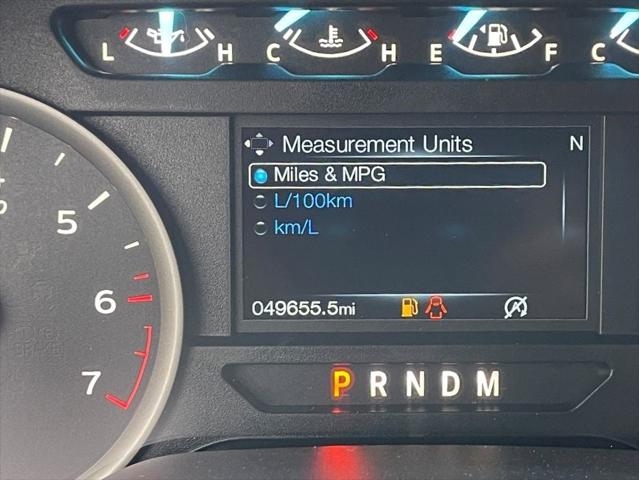 L H C H E F C
Measurement Units N
Miles & MPG
L/100km
km/L
5
6
7
049655.5mi
P R N D M